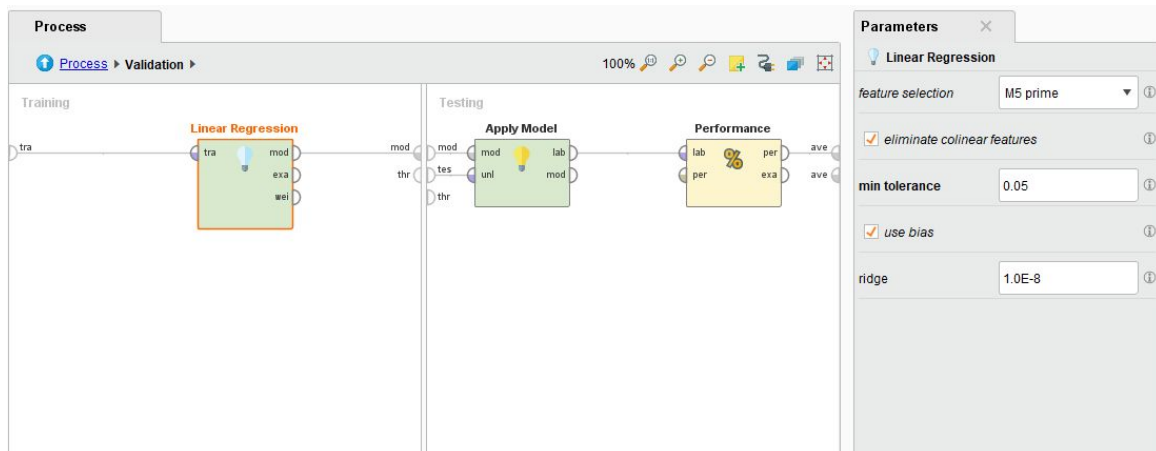 Process
Process ▸ Validation ▸
100%
Training
Linear Regression
tra
tra
mod
exa
wei
mod
thr
Testing
Apply Model
mod
tes
thr
mod
unl
lab
mod
Performance
lab
per
%
per
exa
ave
ave
Parameters
Linear Regression
feature selection
M5 prime
eliminate colinear features
min tolerance
0.05
use bias
ridge
1.0E-8